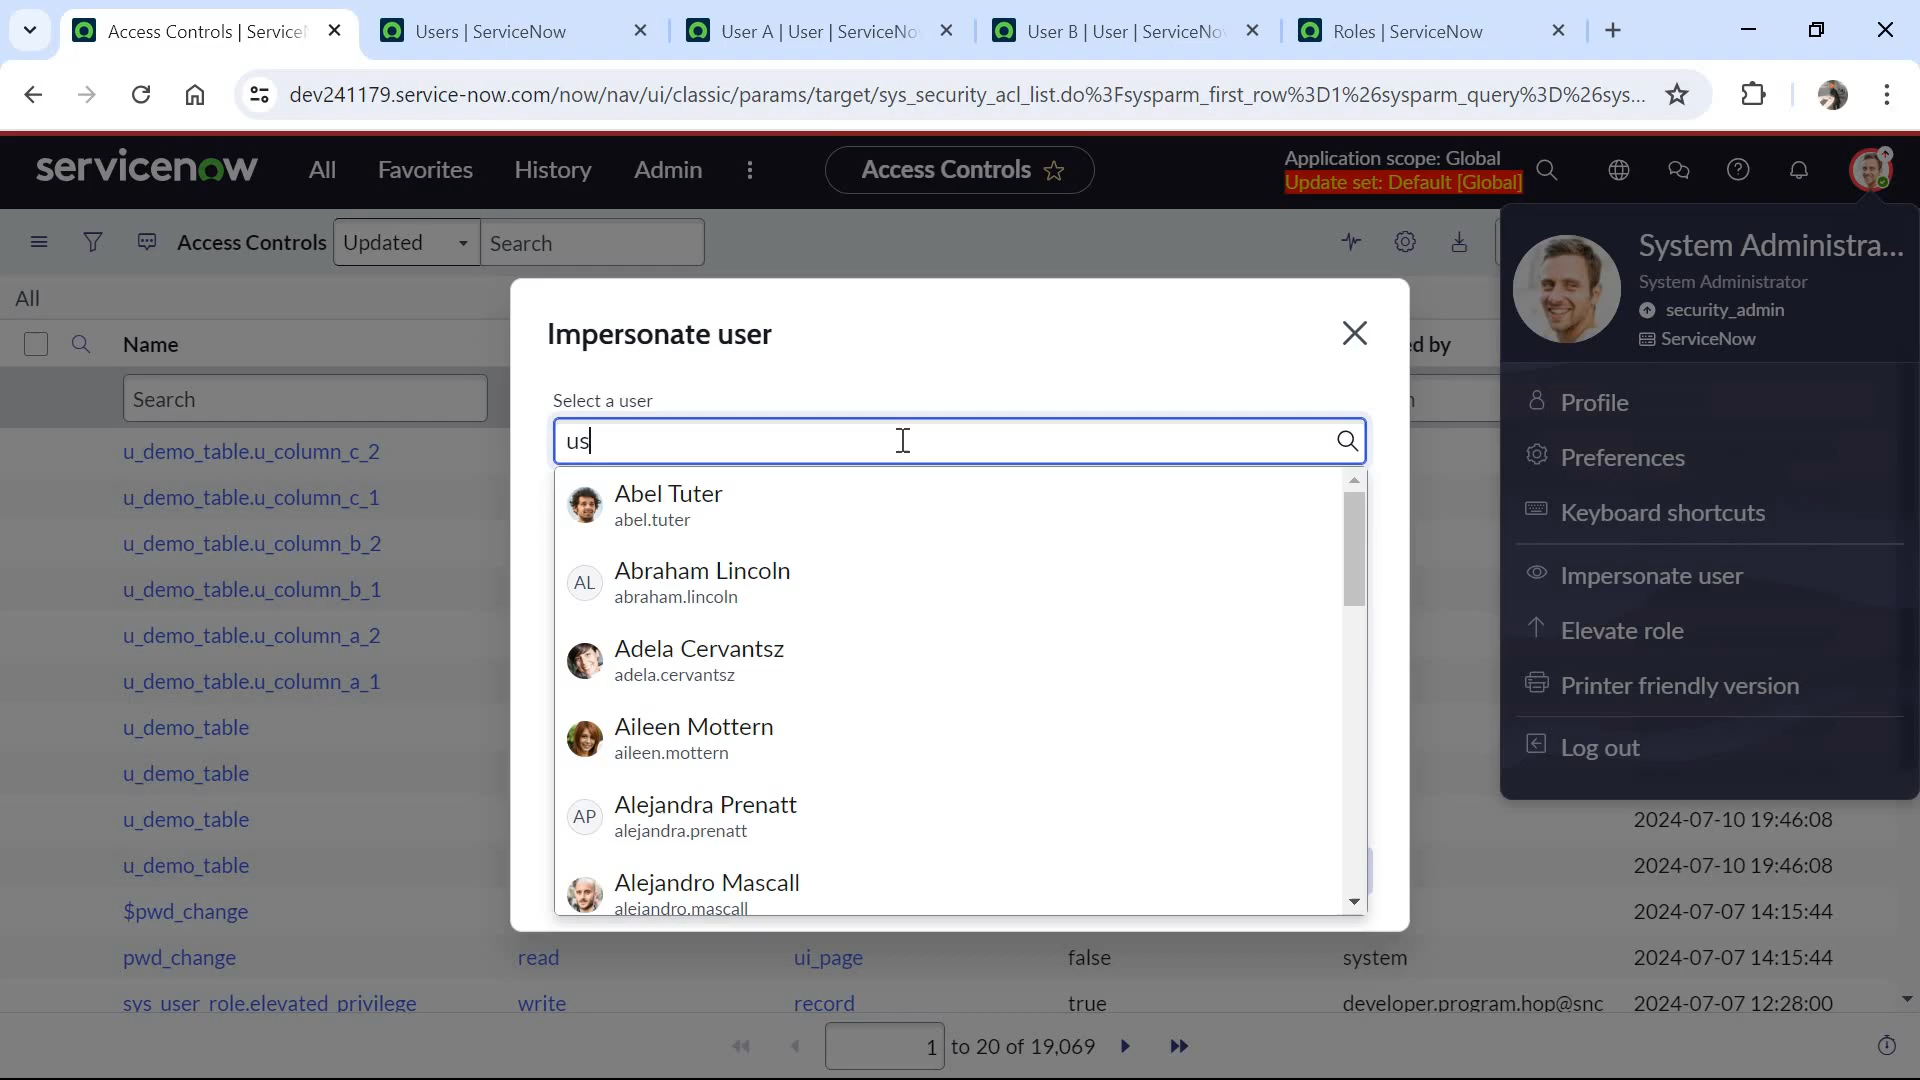 Access Controls | Service
Users | ServiceNow
User A | User | ServiceNo
User B | User | ServiceNo
Roles | ServiceNow
dev241179.service-now.com/now/nav/ui/classic/params/target/sys_security_acl_list.do%3Fsysparm_first_row%3D1%26sysparm_query%3D%26sys...
servicenow
All
Favorites
History
Admin
Access Controls
Application scope: Global
Update set: Default [Global]
Access Controls
Updated
Search
System Administra...
System Administrator
security_admin
ServiceNow
All
Impersonate user
Name
ed by
Search
Select a user
us
Profile
Preferences
Keyboard shortcuts
Impersonate user
Elevate role
Printer friendly version
Log out
Abel Tuter
abel.tuter
AL
Abraham Lincoln
abraham.lincoln
Adela Cervantsz
adela.cervantsz
Aileen Mottern
aileen.mottern
AP
Alejandra Prenatt
alejandra.prenatt
Alejandro Mascall
alejandro.mascall
u_demo_table.u_column_c_2
u_demo_table.u_column_c_1
u_demo_table.u_column_b_2
u_demo_table.u_column_b_1
u_demo_table.u_column_a_2
u_demo_table.u_column_a_1
u_demo_table
u_demo_table
u_demo_table 2024-07-10 19:46:08
u_demo_table 2024-07-10 19:46:08
$pwd_change 2024-07-07 14:15:44
pwd_change read ui_page false system 2024-07-07 14:15:44
sys_user_role.elevated_privilege write record true developer.program.hop@snc 2024-07-07 12:28:00
1 to 20 of 19,069